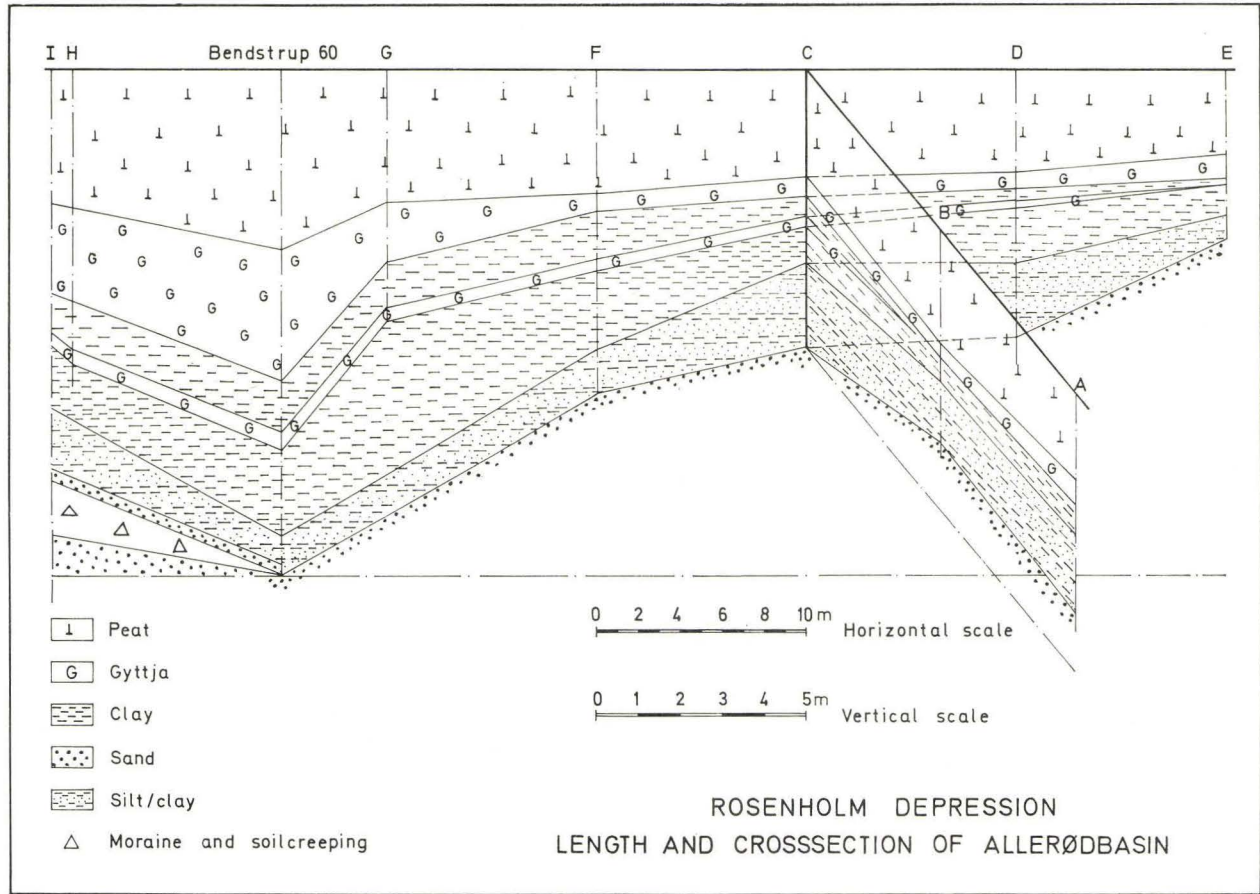 I H Bendstrup 60 G F C D E
B
A
Peat
G Gyttja
Clay
Sand
Silt/clay
Moraine and soilcreeping
0 2 4 6 8 10 m
Horizontal scale
0 1 2 3 4 5m
Vertical scale
ROSENHOLM DEPRESSION
LENGTH AND CROSSSECTION OF ALLERØDBASIN